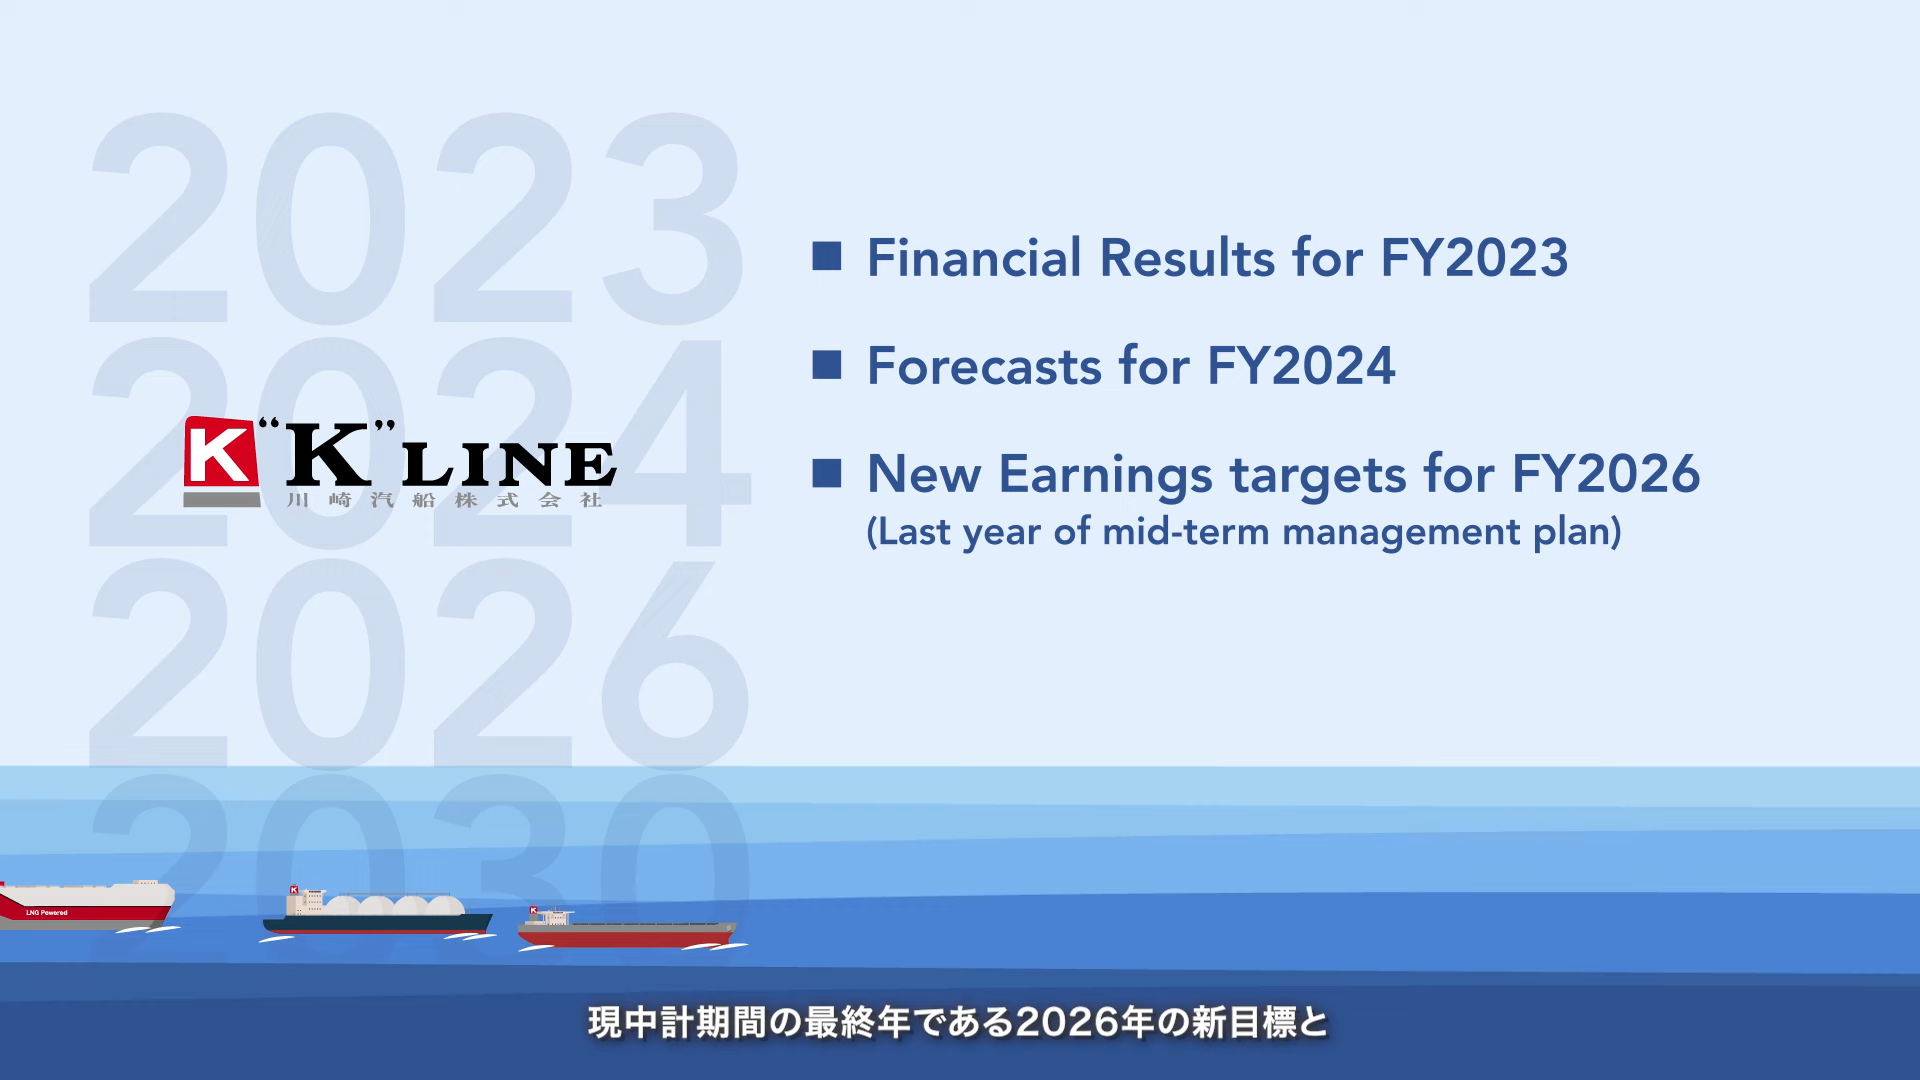 2023
2024
2026
2030
K "K" LINE
川崎汽船株式会社
■ Financial Results for FY2023
■ Forecasts for FY2024
■ New Earnings targets for FY2026
(Last year of mid-term management plan)
LNG Powered
K
K
現中計期間の最終年である2026年の新目標と